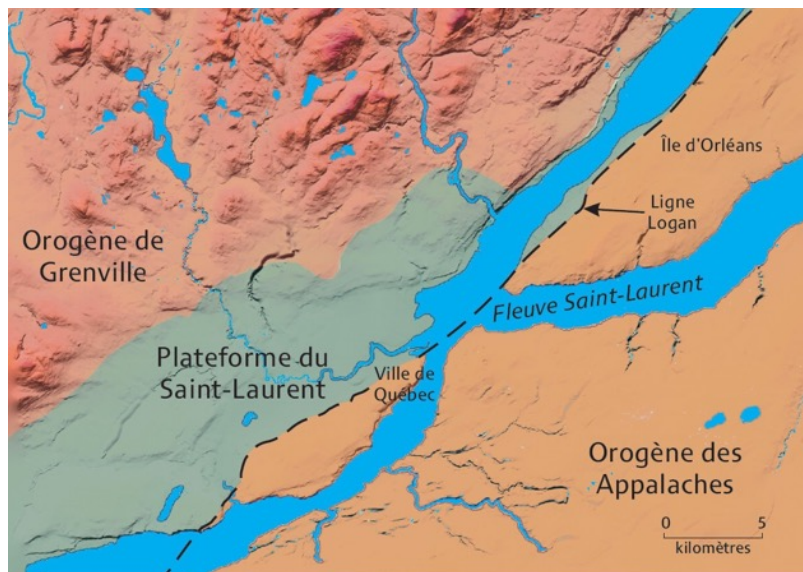 Île d'Orléans
Ligne
Logan
Orogène de
Grenville
Fleuve Saint-Laurent
Plateforme du
Saint-Laurent
Ville de
Québec
Orogène des
Appalaches
0 5
kilomètres